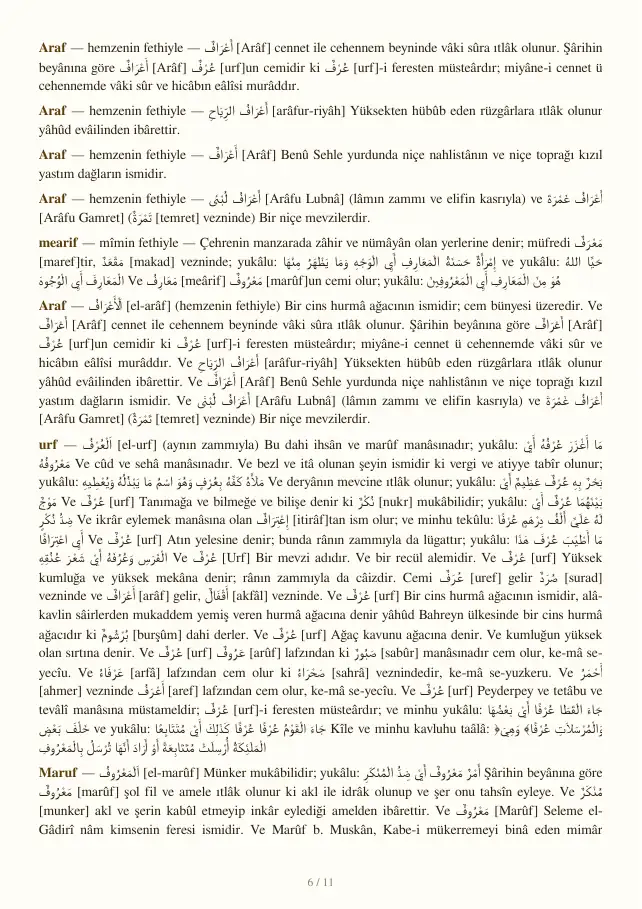 Araf — hemzenin fethiyle — أَعْرَافٌ [Arâf] cennet ile cehennem beyninde vâki sûra ıtlâk olunur. Şârihin
beyânına göre أَعْرَافٌ [Arâf] عُرْفٌ [urf]un cemidir ki عُرْفٌ [urf]-i feresten müsteârdır; miyâne-i cennet ü
cehennemde vâki sûr ve hicâbın eâlîsi murâddır.
Araf — hemzenin fethiyle — أَعْرَافُ الرِّيَاحِ [arâfur-riyâh] Yüksekten hübûb eden rüzgârlara ıtlâk olunur
yâhûd evâilinden ibârettir.
Araf — hemzenin fethiyle — أَعْرَافٌ [Arâf] Benû Sehle yurdunda niçe nahlistânın ve niçe toprağı kızıl
yastım dağların ismidir.
Araf — hemzenin fethiyle — أَعْرَافُ لُبْنَى [Arâfu Lubnâ] (lâmın zammı ve elifin kasrıyla) ve أَعْرَافُ غَمْرَةَ
[Arâfu Gamret] (تَمْرَةٌ [temret] vezninde) Bir niçe mevzilerdir.
mearif — mîmin fethiyle — Çehrenin manzarada zâhir ve nümâyân olan yerlerine denir; müfredi مَعْرَفٌ
[maref]tir, مَقْعَدٌ [makad] vezninde; yukâlu: إِمْرَأَةٌ حَسَنَةُ الْمَعَارِفِ أَيِ الْوَجْهِ وَمَا يَظْهَرُ مِنْهَا ve yukâlu: حَيَّا اللهُ
الْمَعَارِفَ أَيِ الْوُجُوهَ Ve مَعَارِفُ [meârif] مَعْرُوفٌ [marûf]un cemi olur; yukâlu: هُوَ مِنَ الْمَعَارِفِ أَيِ الْمَعْرُوفِينَ
Araf — اَلْأَعْرَافُ [el-arâf] (hemzenin fethiyle) Bir cins hurmâ ağacının ismidir; cem bünyesi üzeredir. Ve
أَعْرَافٌ [Arâf] cennet ile cehennem beyninde vâki sûra ıtlâk olunur. Şârihin beyânına göre أَعْرَافٌ [Arâf]
عُرْفٌ [urf]un cemidir ki عُرْفٌ [urf]-i feresten müsteârdır; miyâne-i cennet ü cehennemde vâki sûr ve
hicâbın eâlîsi murâddır. Ve أَعْرَافُ الرِّيَاحِ [arâfur-riyâh] Yüksekten hübûb eden rüzgârlara ıtlâk olunur
yâhûd evâilinden ibârettir. Ve أَعْرَافٌ [Arâf] Benû Sehle yurdunda niçe nahlistânın ve niçe toprağı kızıl
yastım dağların ismidir. Ve أَعْرَافُ لُبْنَى [Arâfu Lubnâ] (lâmın zammı ve elifin kasrıyla) ve أَعْرَافُ غَمْرَةَ
[Arâfu Gamret] (تَمْرَةٌ [temret] vezninde) Bir niçe mevzilerdir.
urf — اَلْعُرْفُ [el-urf] (aynın zammıyla) Bu dahi ihsân ve marûf manâsınadır; yukâlu: مَا أَغْزَرَ عُرْفُهُ أَيْ
مَعْرُوفُهُ Ve cûd ve sehâ manâsınadır. Ve bezl ve itâ olunan şeyin ismidir ki vergi ve atiyye tabîr olunur;
yukâlu: مَلَأَ كَفَّهُ بِعُرْفٍ وَهُوَ اسْمُ مَا يَبْذُلُهُ وَيُعْطِيهِ Ve deryânın mevcine ıtlâk olunur; yukâlu: بَحْرٌ بِهِ عُرْفٌ عَظِيمٌ أَيْ
مَوْجٌ Ve عُرْفٌ [urf] Tanımağa ve bilmeğe ve bilişe denir ki نُكْرٌ [nukr] mukâbilidir; yukâlu: بَيْنَهُمَا عُرْفٌ أَيْ
ضِدُّ نُكْرٍ Ve ikrâr eylemek manâsına olan إِعْتِرَافٌ [itirâf]tan ism olur; ve minhu tekûlu: لَهُ عَلَيَّ أَلْفُ دِرْهَمٍ عُرْفًا
أَيِ اعْتِرَافًا Ve عُرْفٌ [urf] Atın yelesine denir; bunda rânın zammıyla da lügattır; yukâlu: مَا أَطْيَبَ عُرْفَ هَذَا
الْفَرَسِ وَعُرُفَهُ أَيْ شَعَرَ عُنُقِهِ Ve عُرْفٌ [Urf] Bir mevzi adıdır. Ve bir recül alemidir. Ve عُرْفٌ [urf] Yüksek
kumluğa ve yüksek mekâna denir; rânın zammıyla da câizdir. Cemi عُرَفٌ [uref] gelir صُرَدٌ [surad]
vezninde ve أَعْرَافٌ [arâf] gelir, أَقْفَالٌ [akfâl] vezninde. Ve عُرْفٌ [urf] Bir cins hurmâ ağacının ismidir, alâ-
kavlin sâirlerden mukaddem yemiş veren hurmâ ağacına denir yâhûd Bahreyn ülkesinde bir cins hurmâ
ağacıdır ki بُرْشُومٌ [burşûm] dahi derler. Ve عُرْفٌ [urf] Ağaç kavunu ağacına denir. Ve kumluğun yüksek
olan sırtına denir. Ve عُرْفٌ [urf] عَرُوفٌ [arûf] lafzından ki صَبُورٌ [sabûr] manâsınadır cem olur, ke-mâ se-
yecîu. Ve عَرْفَاءُ [arfâ] lafzından cem olur ki صَحْرَاءُ [sahrâ] veznindedir, ke-mâ se-yuzkeru. Ve أَحْمَرُ
[ahmer] vezninde أَعْرَفُ [aref] lafzından cem olur, ke-mâ se-yecîu. Ve عُرْفٌ [urf] Peyderpey ve tetâbu ve
tevâlî manâsına müstameldir; عُرْفٌ [urf]-i feresten müsteârdır; ve minhu yukâlu: جَاءَ الْقَطَا عُرْفًا أَيْ بَعْضُهَا
خَلْفَ بَعْضٍ ve yukâlu: جَاءَ الْقَوْمُ عُرْفًا عُرْفًا كَذَلِكَ أَيْ مُتَتَابِعًا Kîle ve minhu kavluhu taâlâ: ﴿وَالْمُرْسَلَاتِ عُرْفًا﴾ وَهِيَ
الْمَلَئِكَةُ أُرْسِلَتْ مُتَتَابِعَةً أَوْ أَرَادَ أَنَّهَا تُرْسَلُ بِالْمَعْرُوفِ
Maruf — اَلْمَعْرُوفُ [el-marûf] Münker mukâbilidir; yukâlu: أَمْرٌ مَعْرُوفٌ أَيْ ضِدُّ الْمُنْكَرِ Şârihin beyânına göre
مَعْرُوفٌ [marûf] şol fiil ve amele ıtlâk olunur ki akl ile idrâk olunup ve şer onu tahsîn eyleye. Ve مُنْكَرٌ
[munker] akl ve şerin kabûl etmeyip inkâr eylediği amelden ibârettir. Ve مَعْرُوفٌ [Marûf] Seleme el-
Gâdirî nâm kimsenin feresi ismidir. Ve Marûf b. Muskân, Kabe-i mükerremeyi binâ eden mimâr
6 / 11